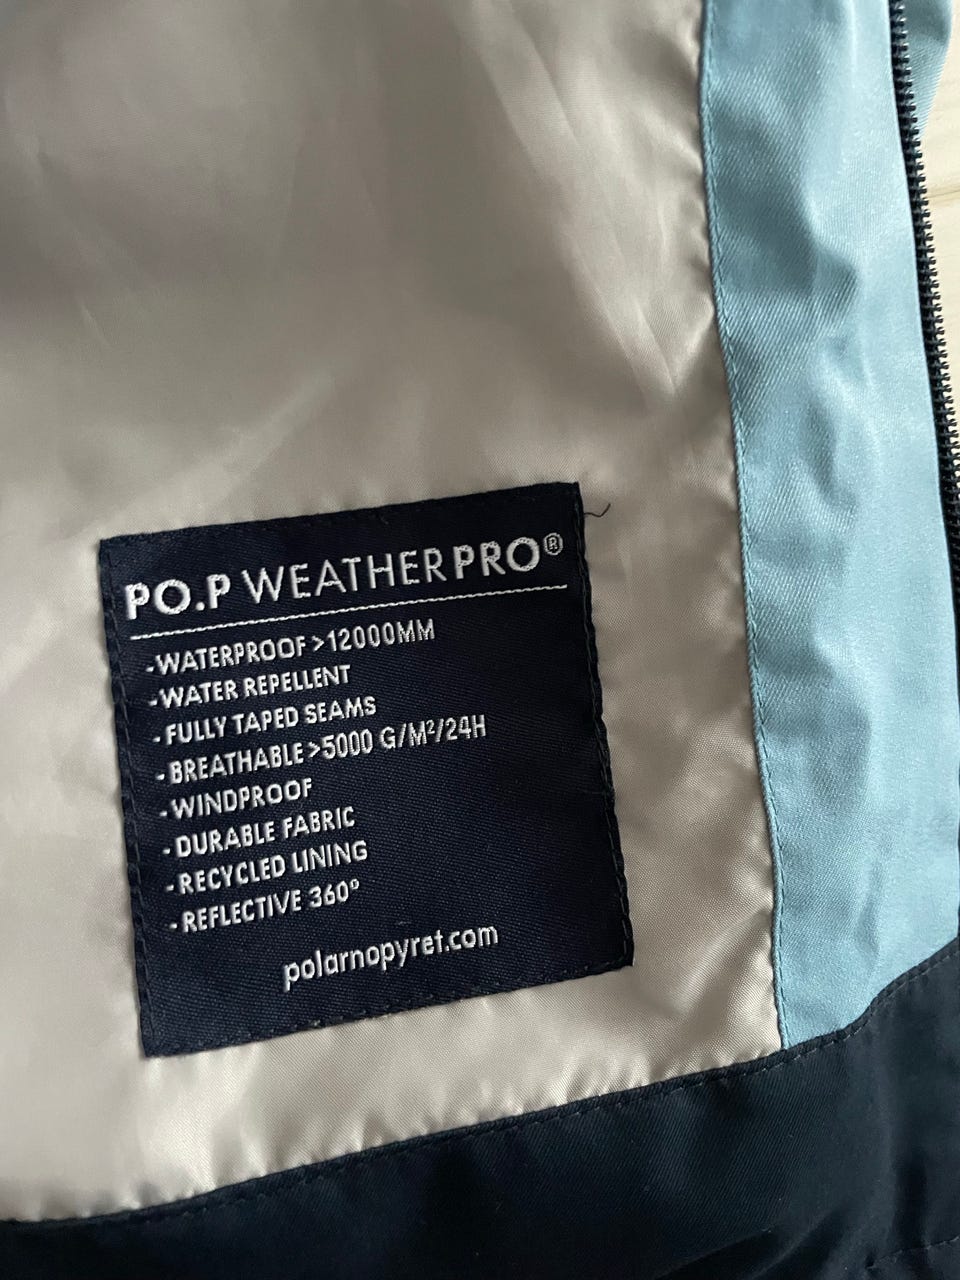 PO.P WEATHERPRO®
-WATERPROOF >12000MM
-WATER REPELLENT
-FULLY TAPED SEAMS
-BREATHABLE >5000 G/M²/24H
-WINDPROOF
-DURABLE FABRIC
-RECYCLED LINING
-REFLECTIVE 360°
polarnopyret.com